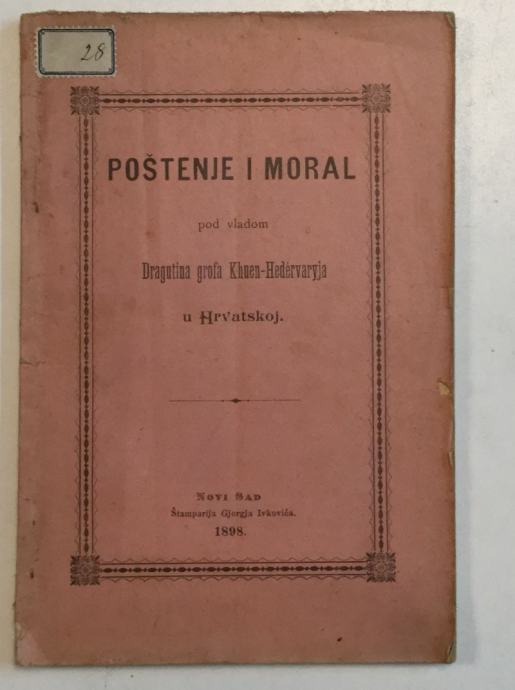 28
POŠTENJE I MORAL
pod vladom
Dragutina grofa Khuen-Hedérvaryja
u Hrvatskoj.
NOVI SAD
Štamparija Gjorgja Ivkovića.
1898.